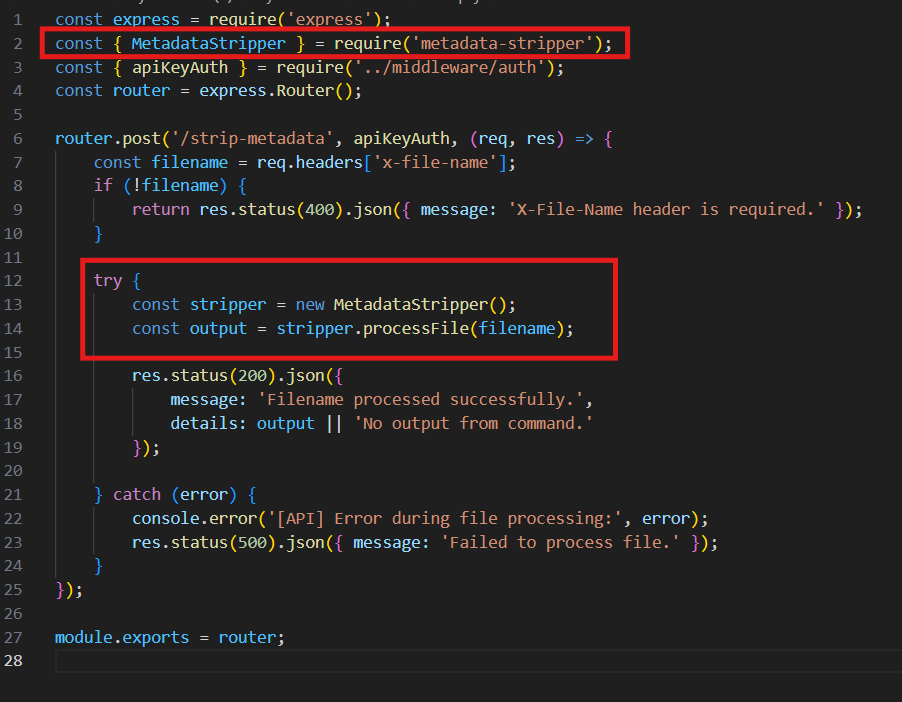 1 const express = require('express');
2 const { MetadataStripper } = require('metadata-stripper');
3 const { apiKeyAuth } = require('../middleware/auth');
4 const router = express.Router();
5
6 router.post('/strip-metadata', apiKeyAuth, (req, res) => {
7     const filename = req.headers['x-file-name'];
8     if (!filename) {
9         return res.status(400).json({ message: 'X-File-Name header is required.' });
10     }
11
12     try {
13         const stripper = new MetadataStripper();
14         const output = stripper.processFile(filename);
15
16         res.status(200).json({
17             message: 'Filename processed successfully.',
18             details: output || 'No output from command.'
19         });
20
21     } catch (error) {
22         console.error('[API] Error during file processing:', error);
23         res.status(500).json({ message: 'Failed to process file.' });
24     }
25 });
26
27 module.exports = router;
28